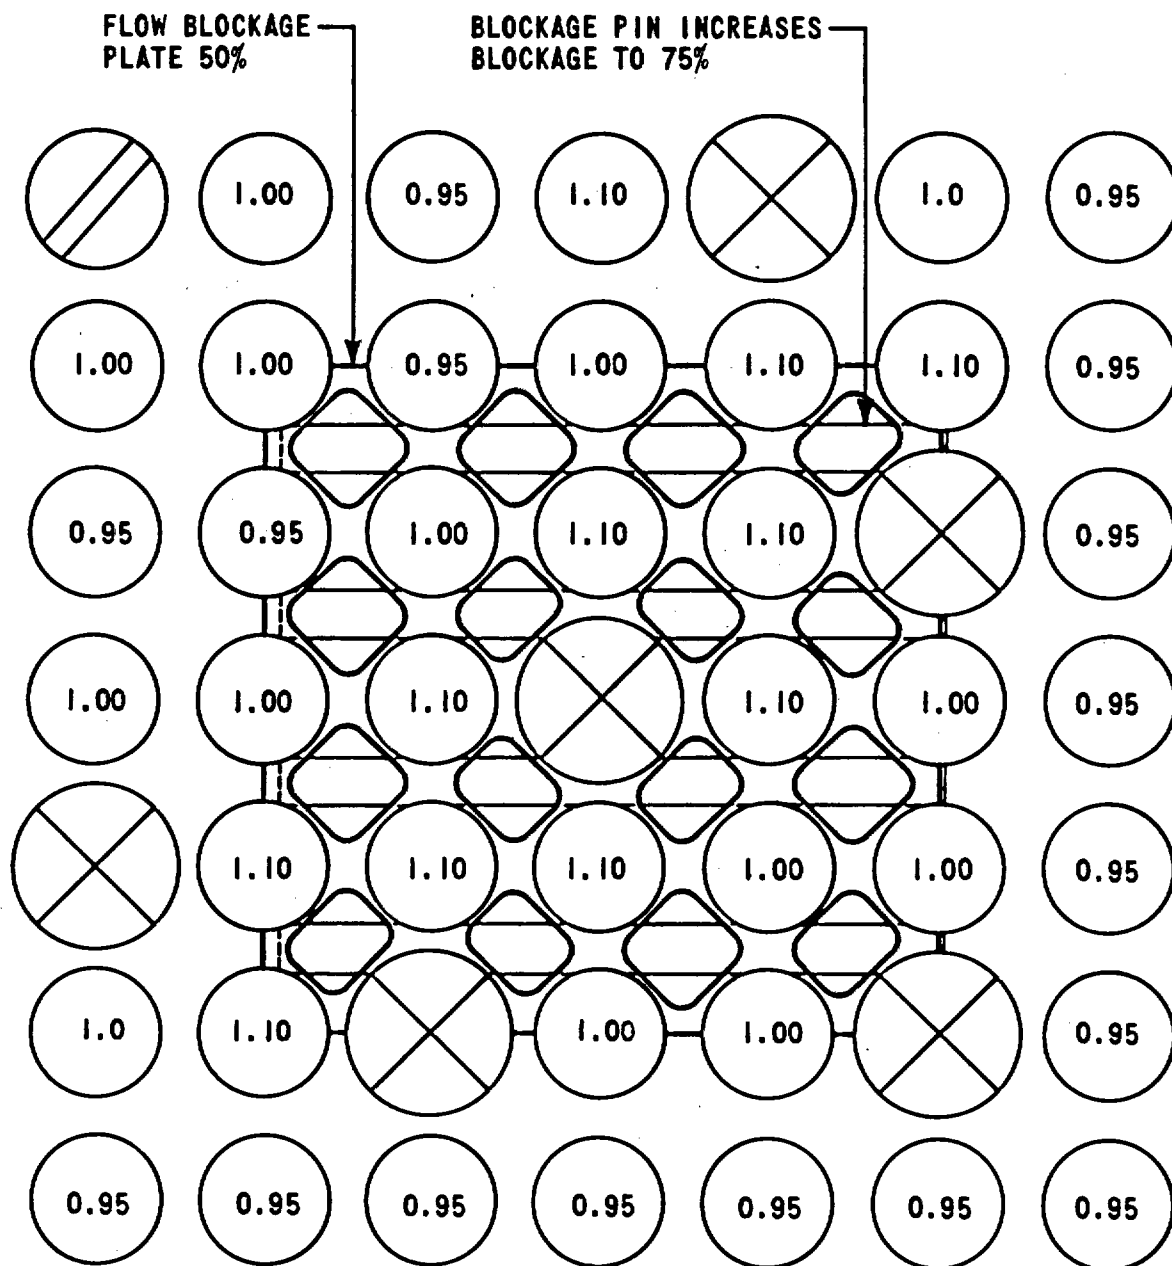 FLOW BLOCKAGE
PLATE 50%
BLOCKAGE PIN INCREASES
BLOCKAGE TO 75%
1.00 0.95 1.10 1.0 0.95
1.00 1.00 0.95 1.00 1.10 1.10 0.95
0.95 0.95 1.00 1.10 1.10 0.95
1.00 1.00 1.10 1.10 1.00 0.95
1.10 1.10 1.10 1.00 1.00 0.95
1.0 1.10 1.00 1.00 0.95
0.95 0.95 0.95 0.95 0.95 0.95 0.95